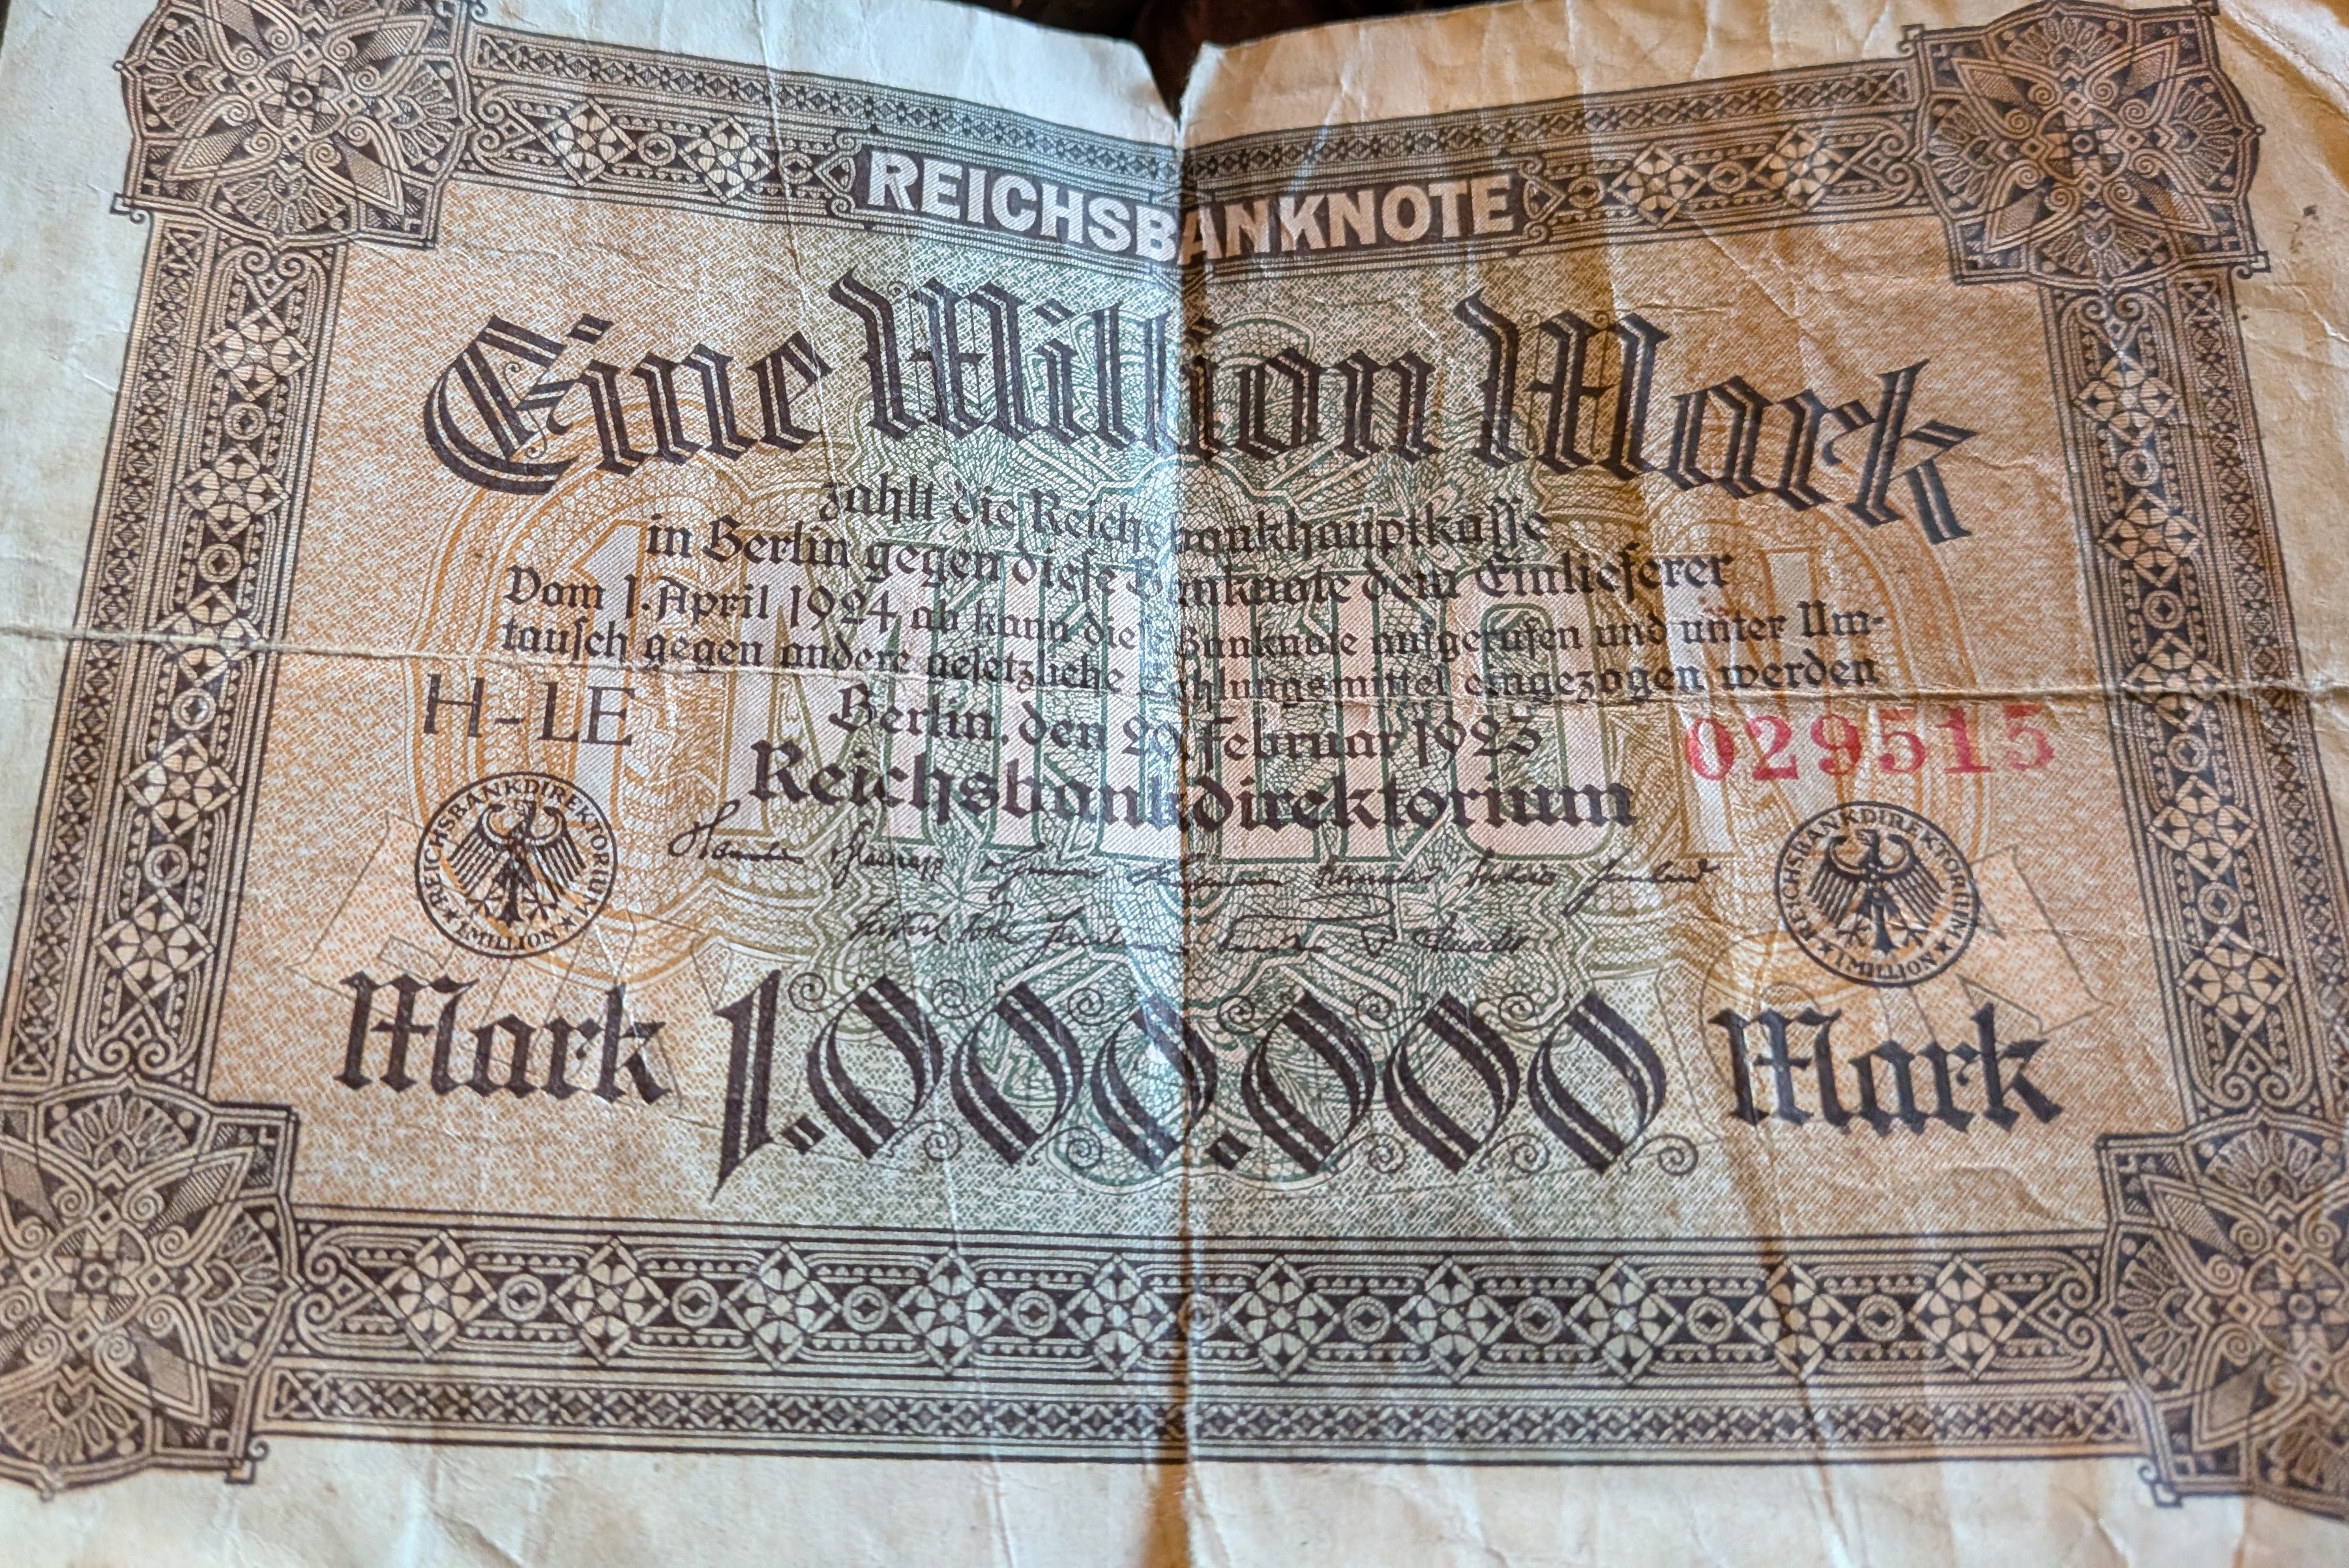 REICHSBANKNOTE
Eine Million Mark
zahlt die Reichsbankhauptkasse
in Berlin gegen diese Banknote dem Einlieferer
Vom 1. April 1924 ab kann diese Banknote aufgerufen und unter Um-
tausch gegen andere gesetzliche Zahlungsmittel eingezogen werden
H-LE
Berlin, den 20. Februar 1923
029515
Reichsbankdirektorium
1 MILLION
REICHSBANKDIREKTORIUM
★ 1 MILLION ★
REICHSBANKDIREKTORIUM
★ 1 MILLION ★
Mark 1.000.000 Mark